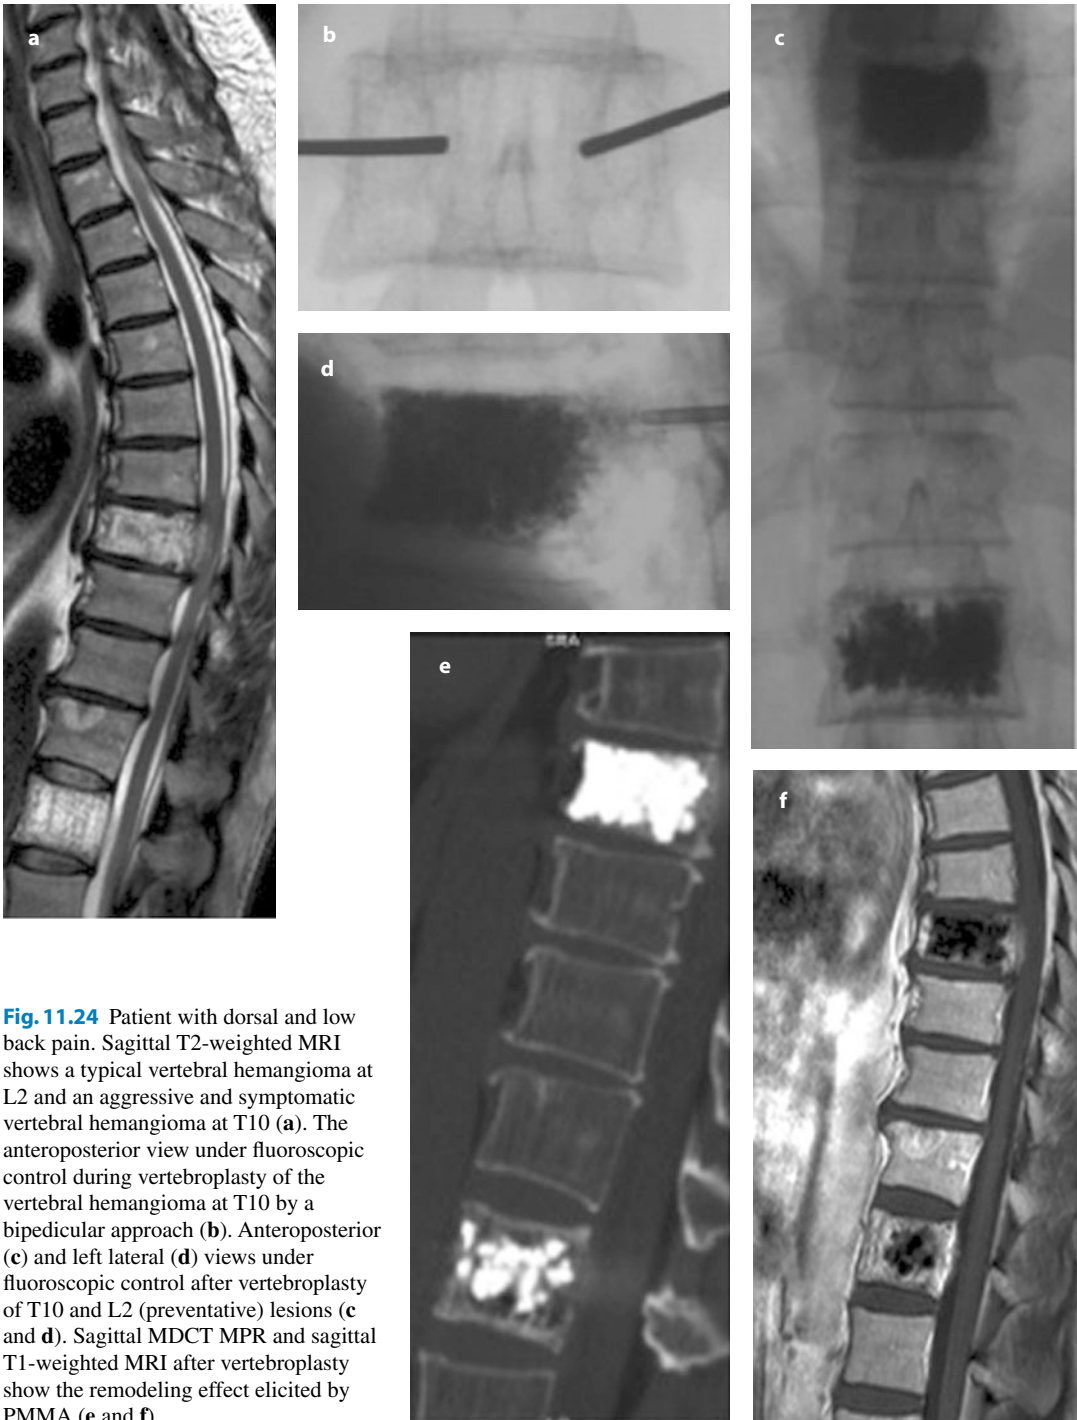 a
b
c
d
e
f
Fig. 11.24 Patient with dorsal and low
back pain. Sagittal T2-weighted MRI
shows a typical vertebral hemangioma at
L2 and an aggressive and symptomatic
vertebral hemangioma at T10 (a). The
anteroposterior view under fluoroscopic
control during vertebroplasty of the
vertebral hemangioma at T10 by a
bipedicular approach (b). Anteroposterior
(c) and left lateral (d) views under
fluoroscopic control after vertebroplasty
of T10 and L2 (preventative) lesions (c
and d). Sagittal MDCT MPR and sagittal
T1-weighted MRI after vertebroplasty
show the remodeling effect elicited by
PMMA (e and f)